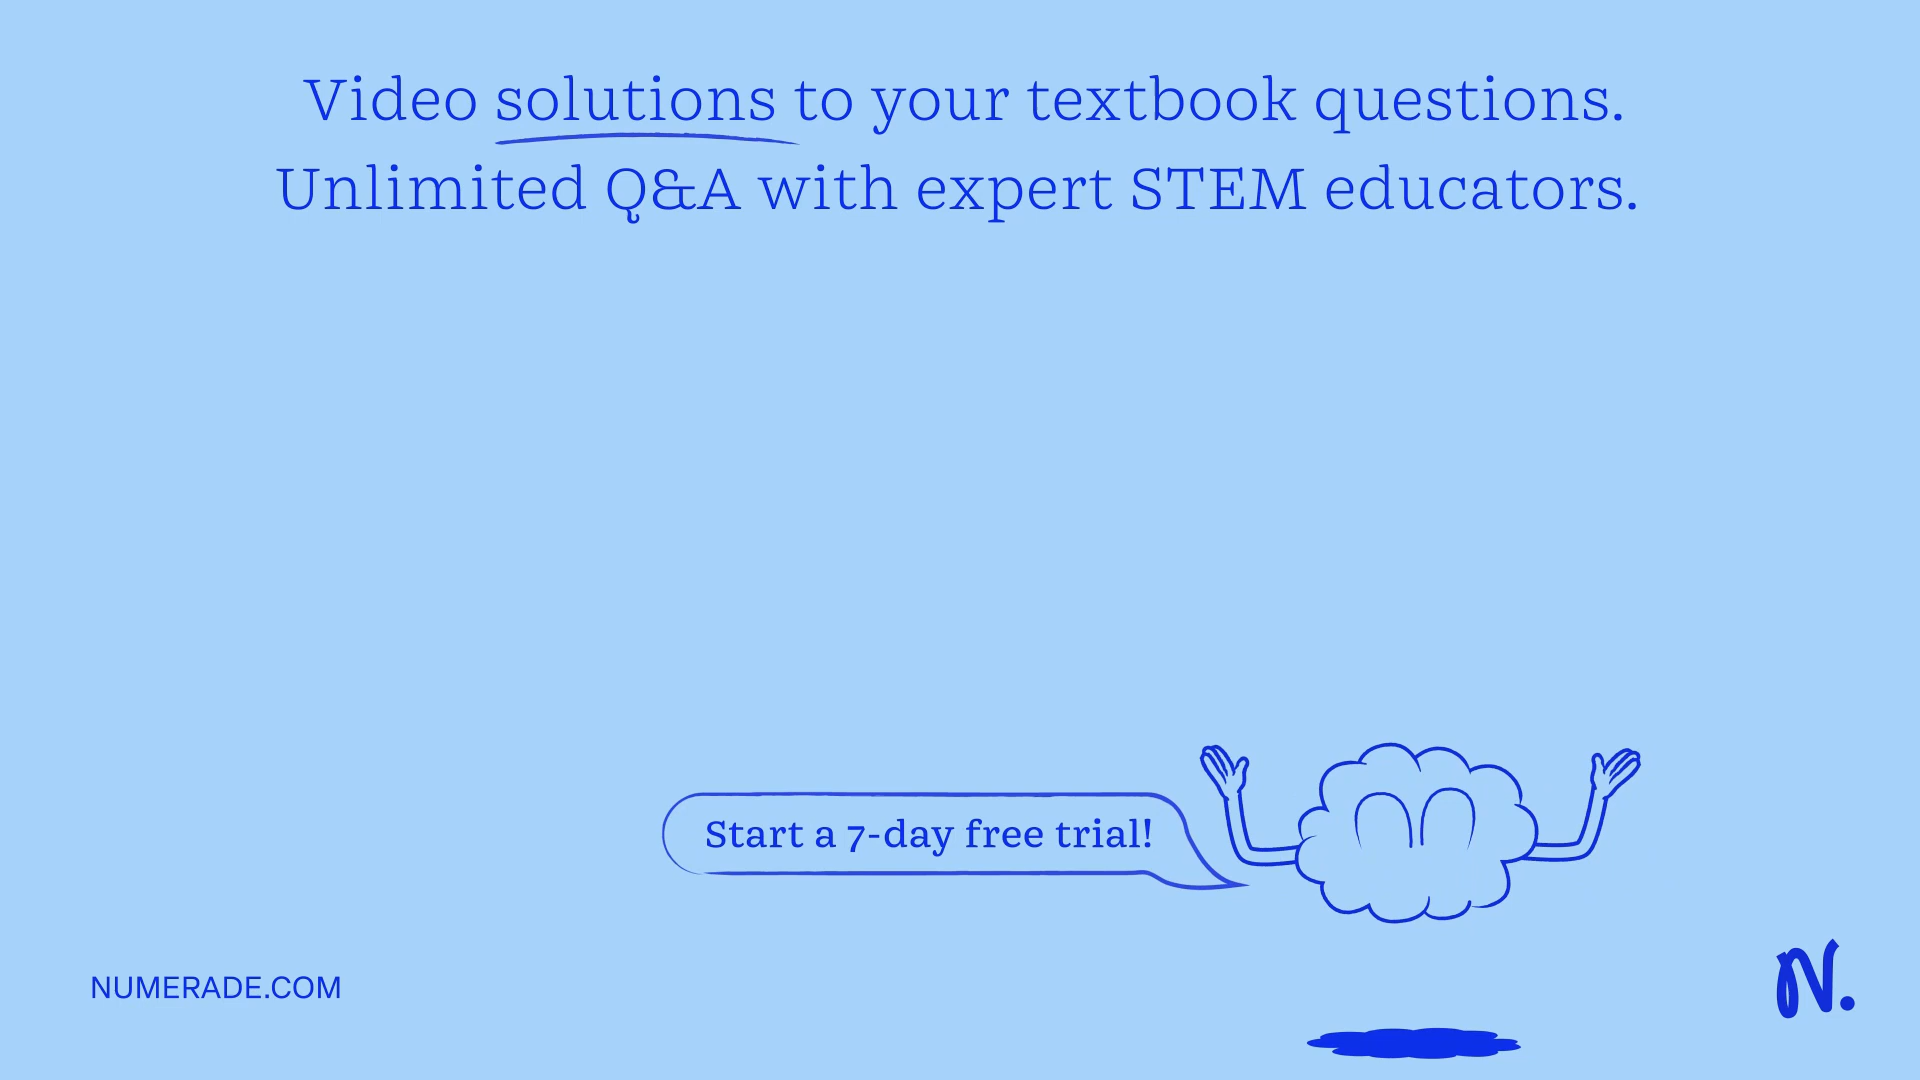 Video solutions to your textbook questions.
Unlimited Q&A with expert STEM educators.
Start a 7-day free trial!
NUMERADE.COM
N.